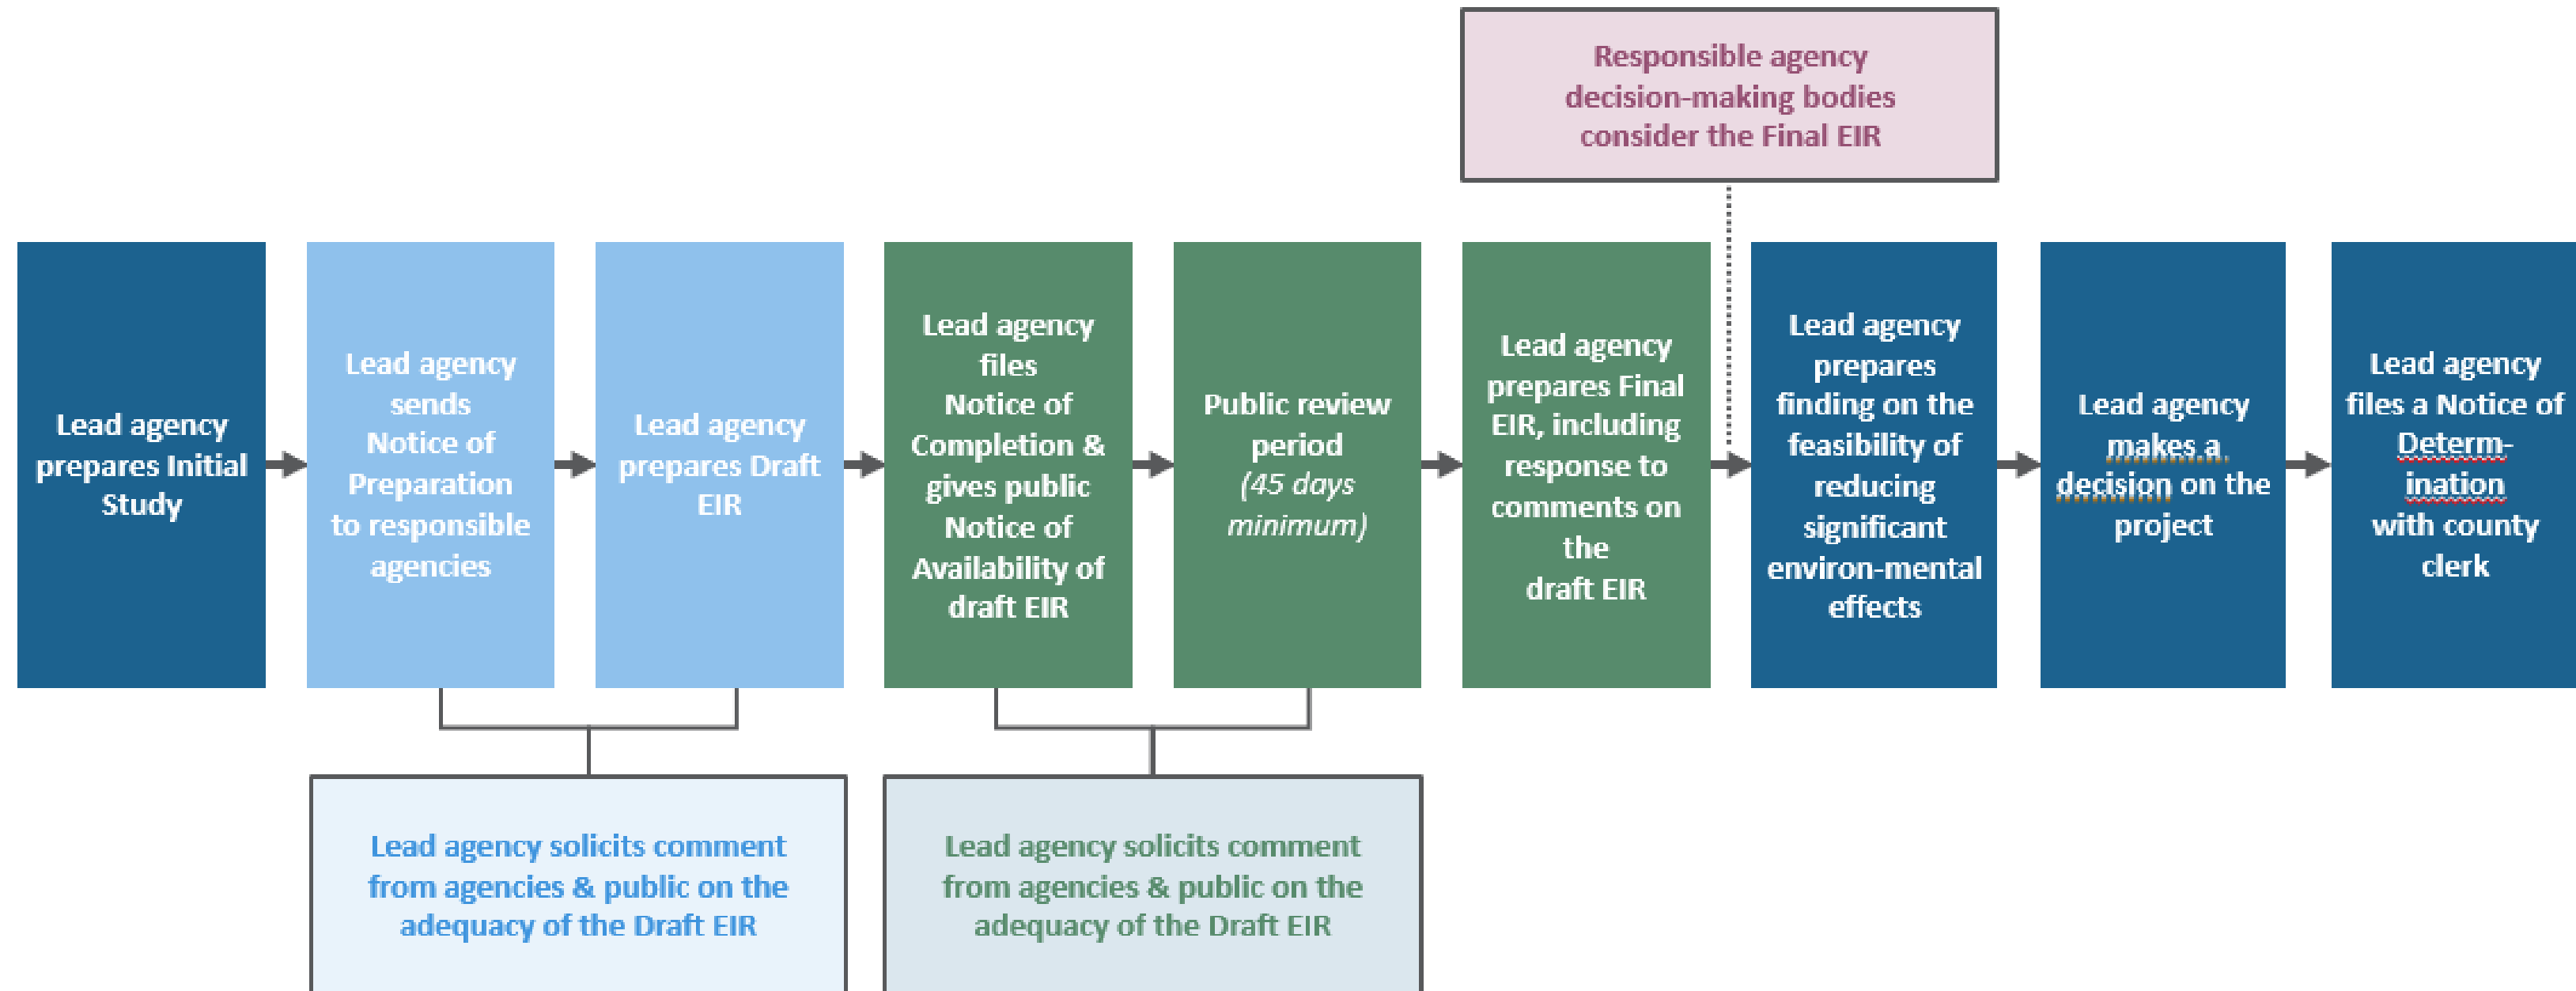 Responsible agency
decision-making bodies
consider the Final EIR
Lead agency
prepares Initial
Study
Lead agency
sends
Notice of
Preparation
to responsible
agencies
Lead agency
prepares Draft
EIR
Lead agency
files
Notice of
Completion &
gives public
Notice of
Availability of
draft EIR
Public review
period
(45 days
minimum)
Lead agency
prepares Final
EIR, including
response to
comments on
the
draft EIR
Lead agency
prepares
finding on the
feasibility of
reducing
significant
environ-mental
effects
Lead agency
makes a
decision on the
project
Lead agency
files a Notice of
Determ-
ination
with county
clerk
Lead agency solicits comment
from agencies & public on the
adequacy of the Draft EIR
Lead agency solicits comment
from agencies & public on the
adequacy of the Draft EIR